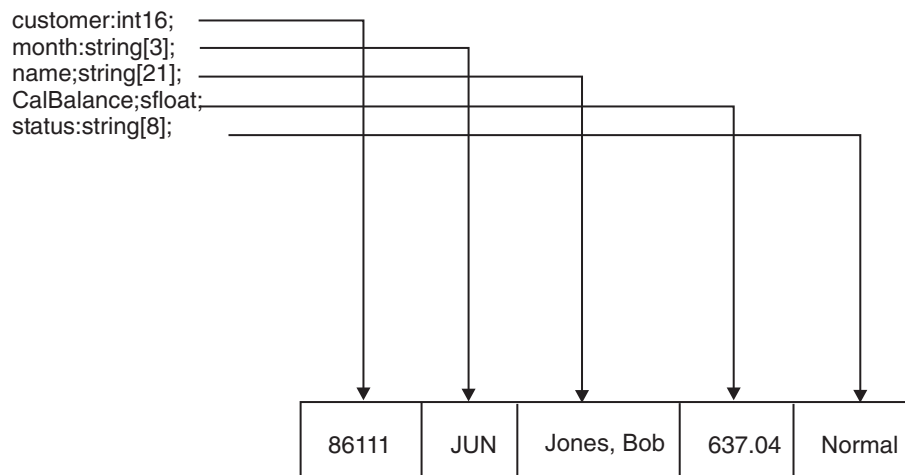 customer:int16;
month:string[3];
name;string[21];
CalBalance;sfloat;
status:string[8];
86111 JUN Jones, Bob 637.04 Normal